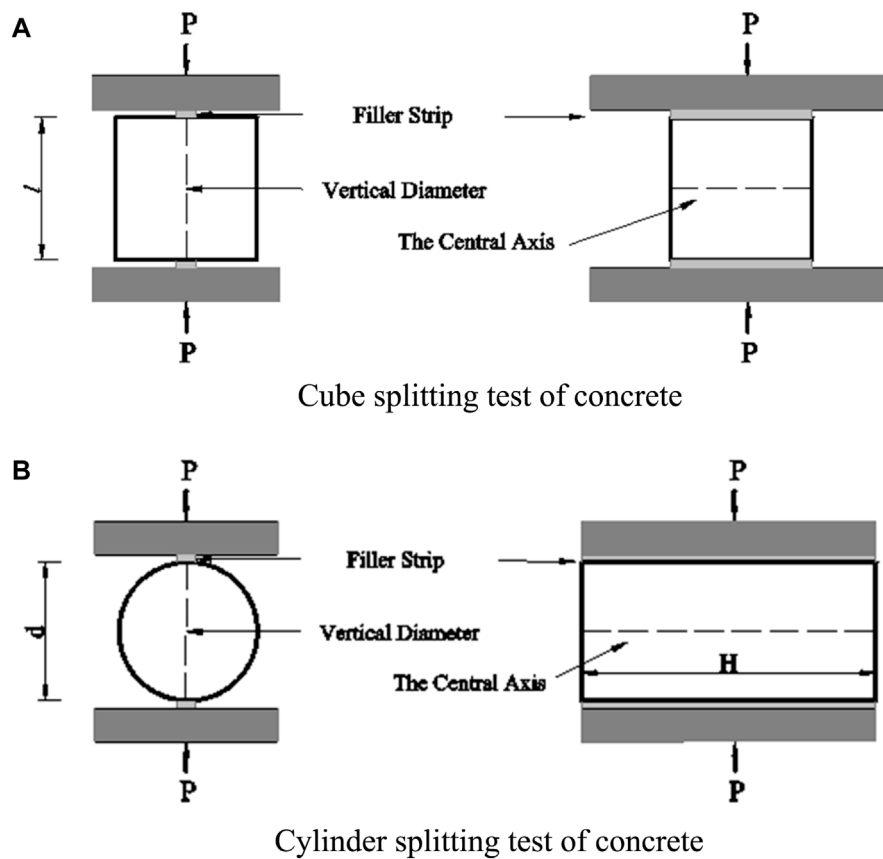 A
P
P
Filler Strip
l
Vertical Diameter
The Central Axis
P
P
Cube splitting test of concrete
B
P
P
Filler Strip
d
Vertical Diameter
The Central Axis
H
P
P
Cylinder splitting test of concrete